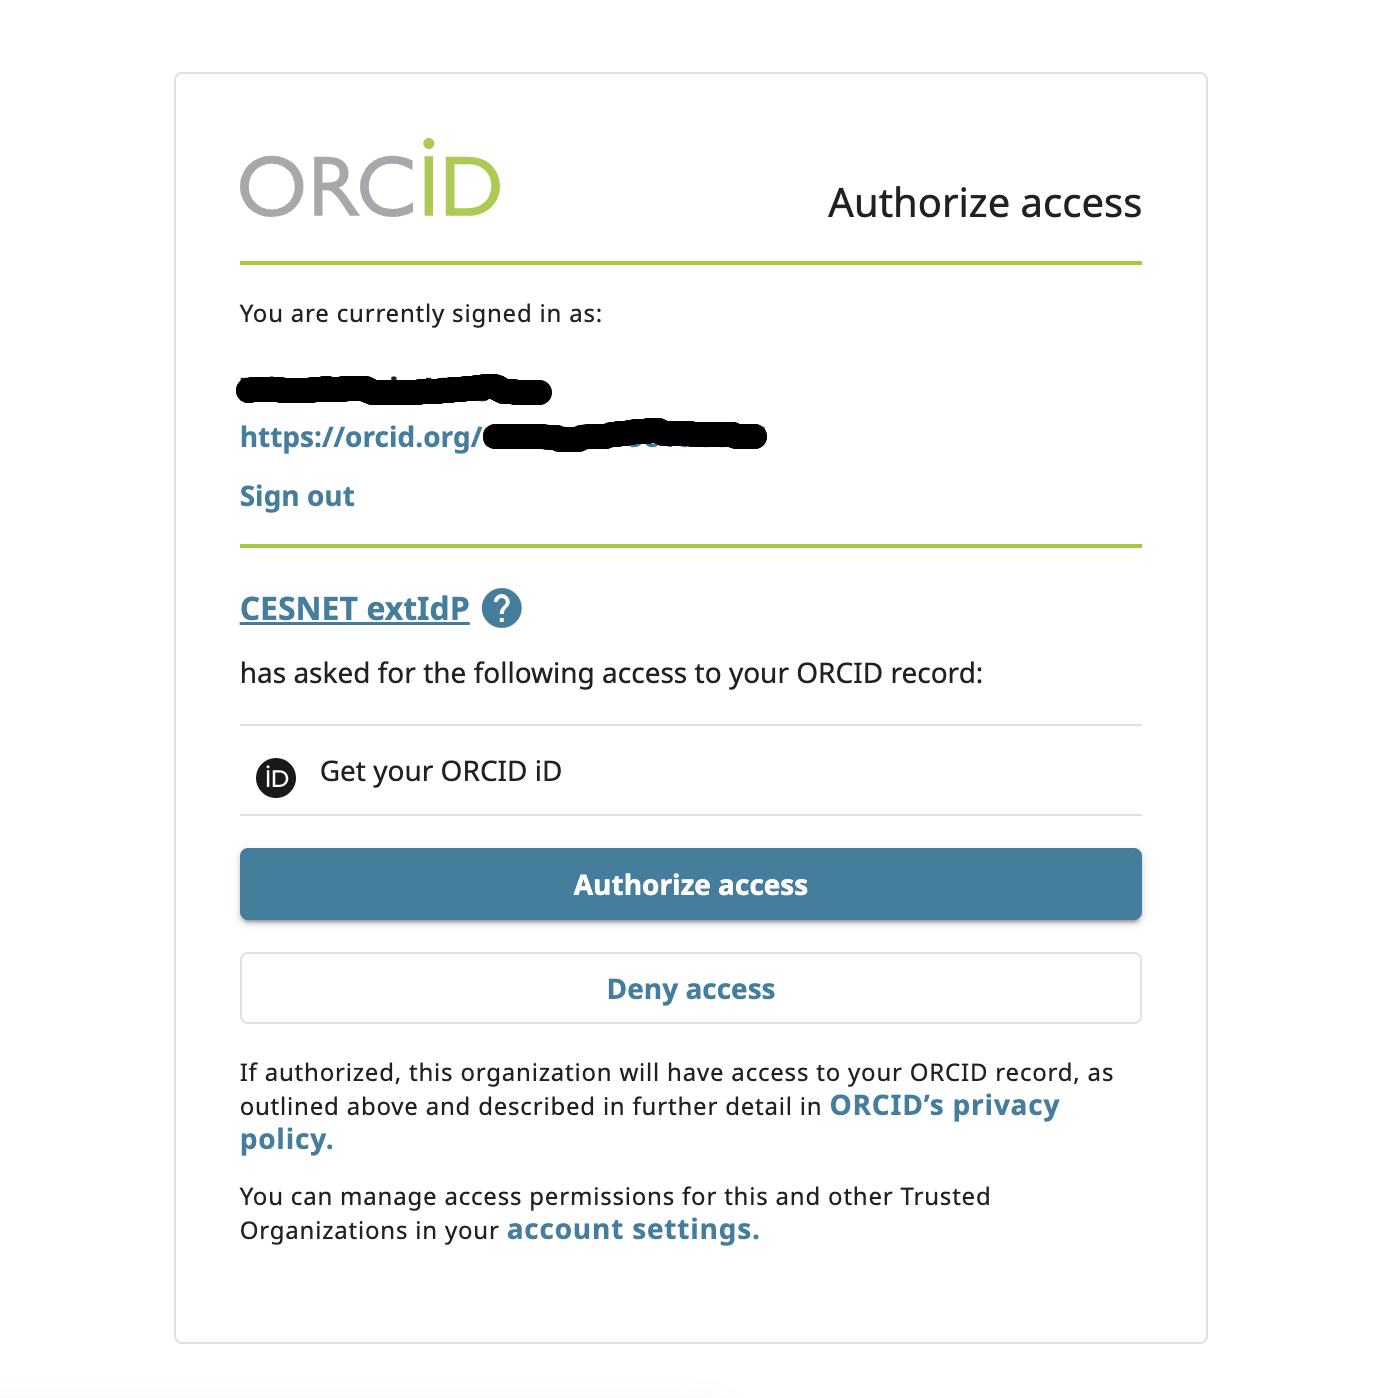 ORCiD
Authorize access
You are currently signed in as:
https://orcid.org/
Sign out
CESNET extIdP ?
has asked for the following access to your ORCID record:
iD Get your ORCID iD
Authorize access
Deny access
If authorized, this organization will have access to your ORCID record, as
outlined above and described in further detail in ORCID’s privacy
policy.
You can manage access permissions for this and other Trusted
Organizations in your account settings.